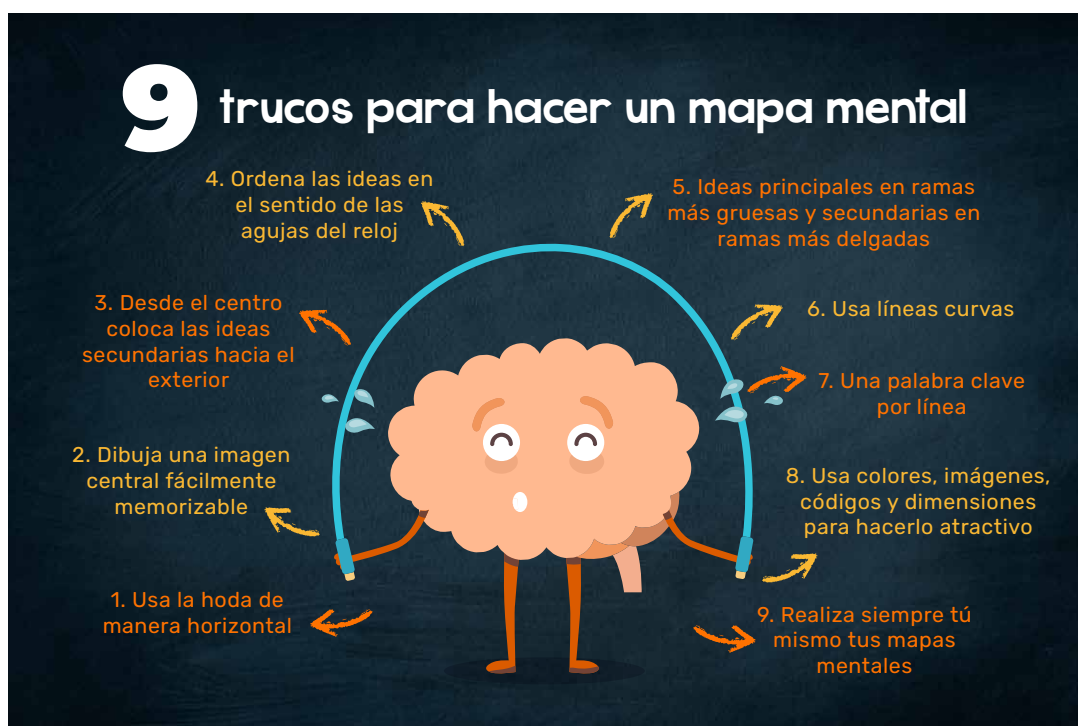 9 trucos para hacer un mapa mental
1. Usa la hoda de
manera horizontal
2. Dibuja una imagen
central fácilmente
memorizable
3. Desde el centro
coloca las ideas
secundarias hacia el
exterior
4. Ordena las ideas en
el sentido de las
agujas del reloj
5. Ideas principales en ramas
más gruesas y secundarias en
ramas más delgadas
6. Usa líneas curvas
7. Una palabra clave
por línea
8. Usa colores, imágenes,
códigos y dimensiones
para hacerlo atractivo
9. Realiza siempre tú
mismo tus mapas
mentales